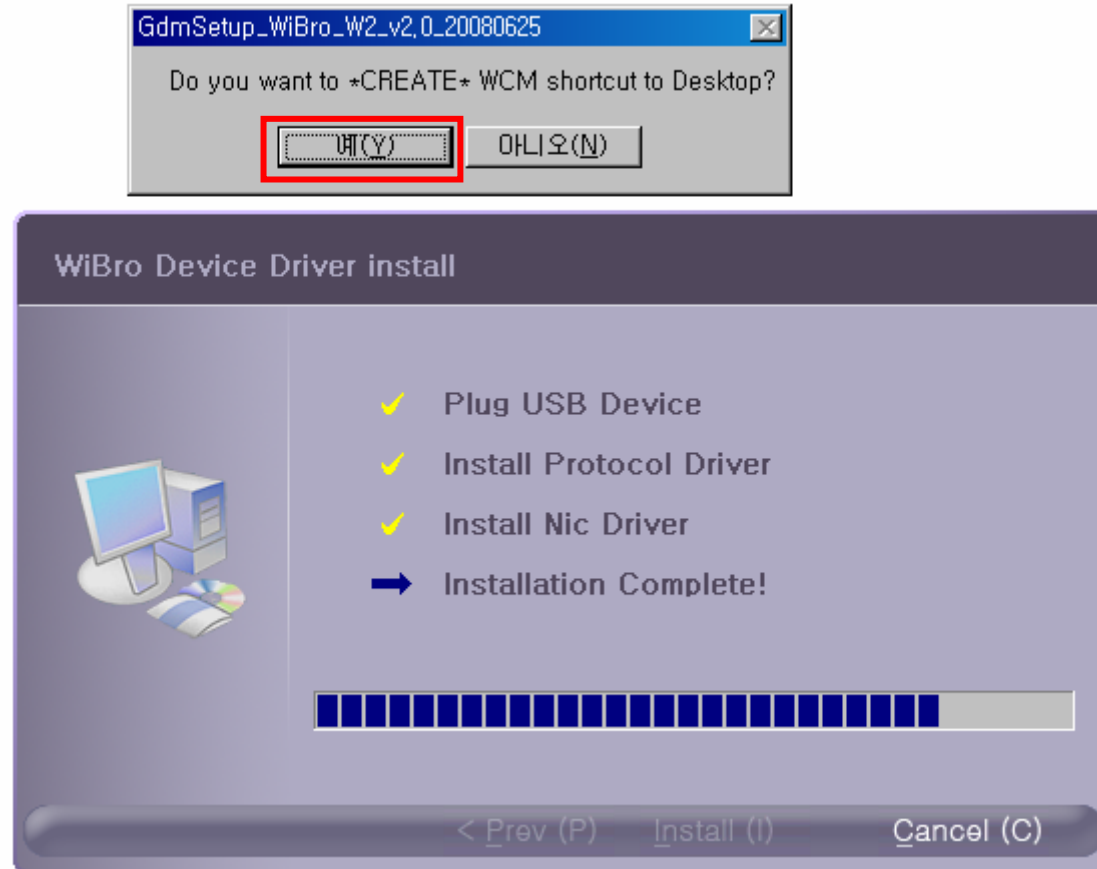 GdmSetup_WiBro_W2_v2,0_20080625
Do you want to *CREATE* WCM shortcut to Desktop?
예(Y) 아니오(N)
WiBro Device Driver install
Plug USB Device
Install Protocol Driver
Install Nic Driver
Installation Complete!
< Prev (P) Install (I) Cancel (C)